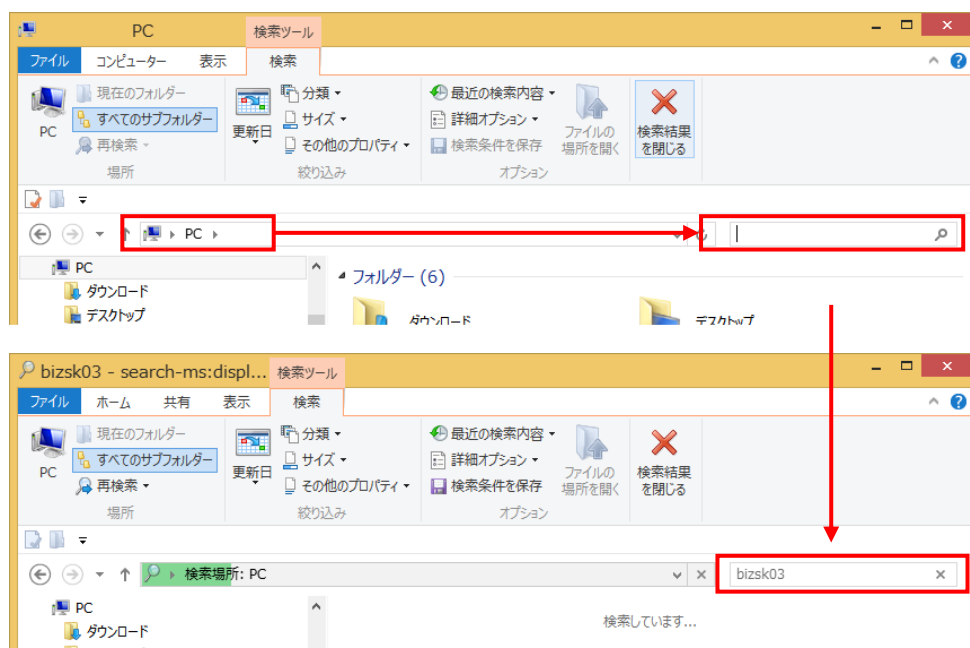 PC
検索ツール
ファイル コンピューター 表示 検索
PC
現在のフォルダー
すべてのサブフォルダー
再検索
場所
更新日
分類
サイズ
その他のプロパティ
絞り込み
最近の検索内容
詳細オプション
検索条件を保存
ファイルの
場所を開く
オプション
検索結果
を閉じる
PC
PC
ダウンロード
デスクトップ
フォルダー (6)
ダウンロード
デスクトップ
bizsk03 - search-ms:displ...
検索ツール
ファイル ホーム 共有 表示 検索
PC
現在のフォルダー
すべてのサブフォルダー
再検索
場所
更新日
分類
サイズ
その他のプロパティ
絞り込み
最近の検索内容
詳細オプション
検索条件を保存
ファイルの
場所を開く
オプション
検索結果
を閉じる
検索場所: PC
bizsk03
PC
ダウンロード
検索しています...